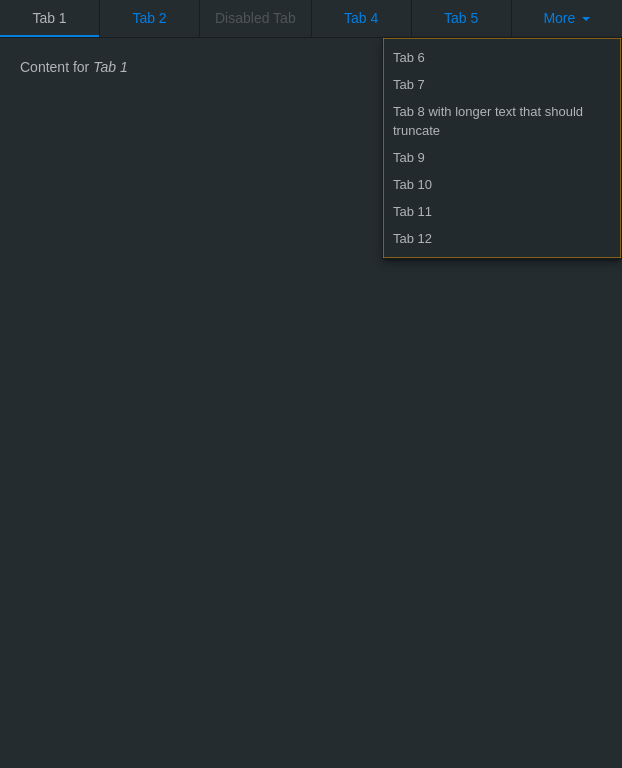 Tab 1
Tab 2
Disabled Tab
Tab 4
Tab 5
More
Content for Tab 1
Tab 6
Tab 7
Tab 8 with longer text that should
truncate
Tab 9
Tab 10
Tab 11
Tab 12